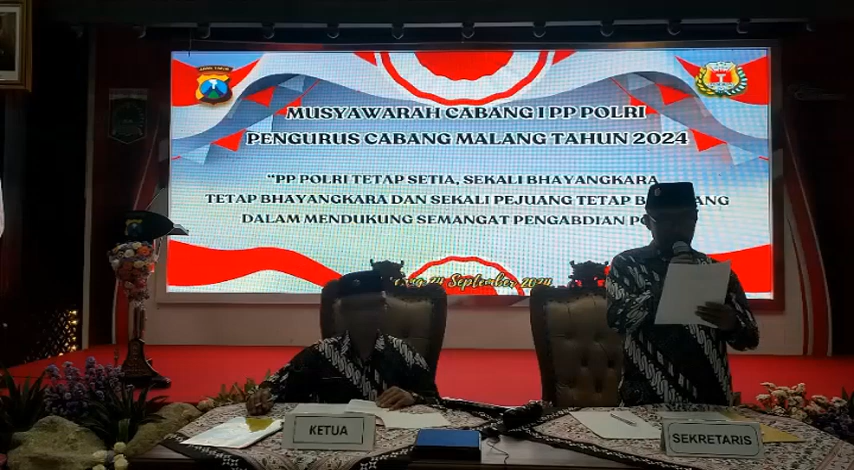 MUSYAWARAH CABANG I PP POLRI
PENGURUS CABANG MALANG TAHUN 2024
"PP POLRI TETAP SETIA, SEKALI BHAYANGKARA
TETAP BHAYANGKARA DAN SEKALI PEJUANG TETAP
DALAM MENDUKUNG SEMANGAT PENGABDIAN
24 September 2024
KETUA
SEKRETARIS